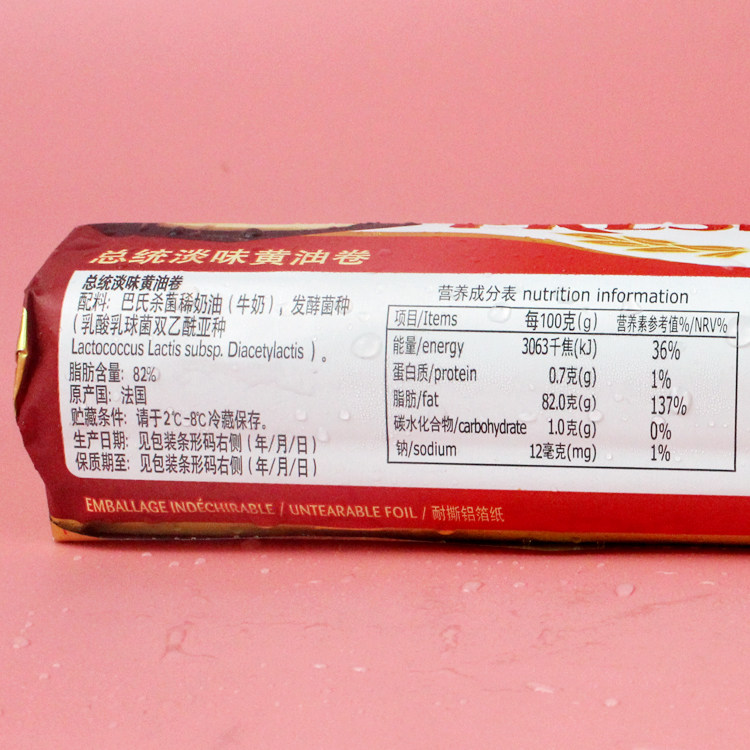 总统淡味黄油卷
总统淡味黄油卷
配料: 巴氏杀菌稀奶油 (牛奶), 发酵菌种
(乳酸乳球菌双乙酰亚种
Lactococcus Lactis subsp. Diacetylactis) 。
脂肪含量: 82%
原产国: 法国
贮藏条件: 请于2℃-8℃冷藏保存。
生产日期: 见包装条形码右侧 (年/月/日)
保质期至: 见包装条形码右侧 (年/月/日)
营养成分表 nutrition information
项目/Items 每100克(g) 营养素参考值%/NRV%
能量/energy 3063千焦(kJ) 36%
蛋白质/protein 0.7克(g) 1%
脂肪/fat 82.0克(g) 137%
碳水化合物/carbohydrate 1.0克(g) 0%
钠/sodium 12毫克(mg) 1%
EMBALLAGE INDÉCHIRABLE / UNTEARABLE FOIL / 耐撕铝箔纸